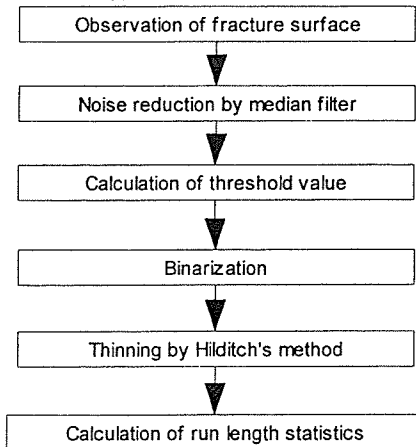 Observation of fracture surface
Noise reduction by median filter
Calculation of threshold value
Binarization
Thinning by Hilditch's method
Calculation of run length statistics